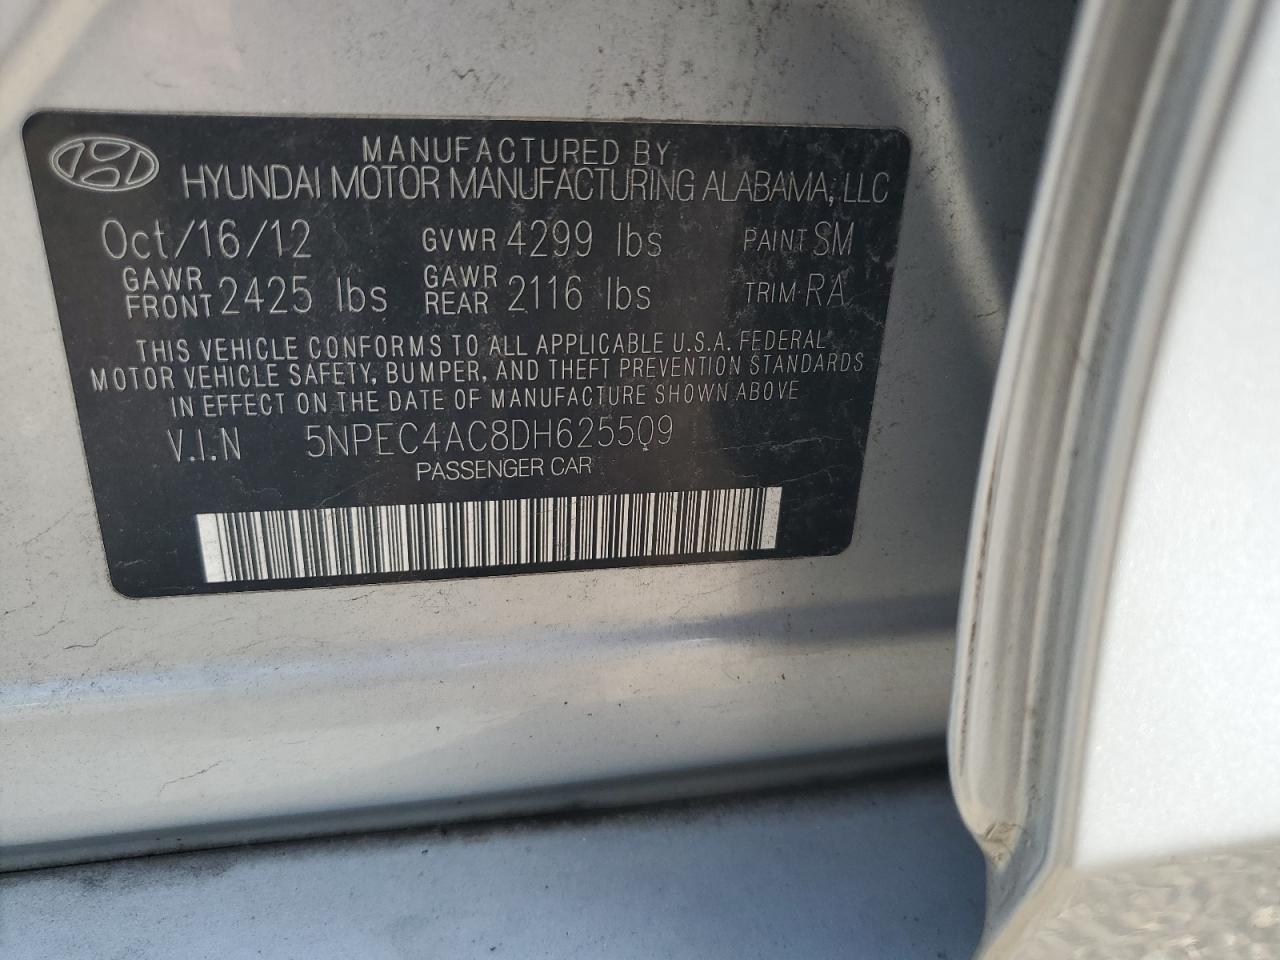 MANUFACTURED BY
HYUNDAI MOTOR MANUFACTURING ALABAMA, LLC
Oct/16/12 GVWR 4299 lbs PAINT SM
GAWR FRONT 2425 lbs GAWR REAR 2116 lbs TRIM RA
THIS VEHICLE CONFORMS TO ALL APPLICABLE U.S.A. FEDERAL
MOTOR VEHICLE SAFETY, BUMPER, AND THEFT PREVENTION STANDARDS
IN EFFECT ON THE DATE OF MANUFACTURE SHOWN ABOVE
V.I.N 5NPEC4AC8DH625509
PASSENGER CAR